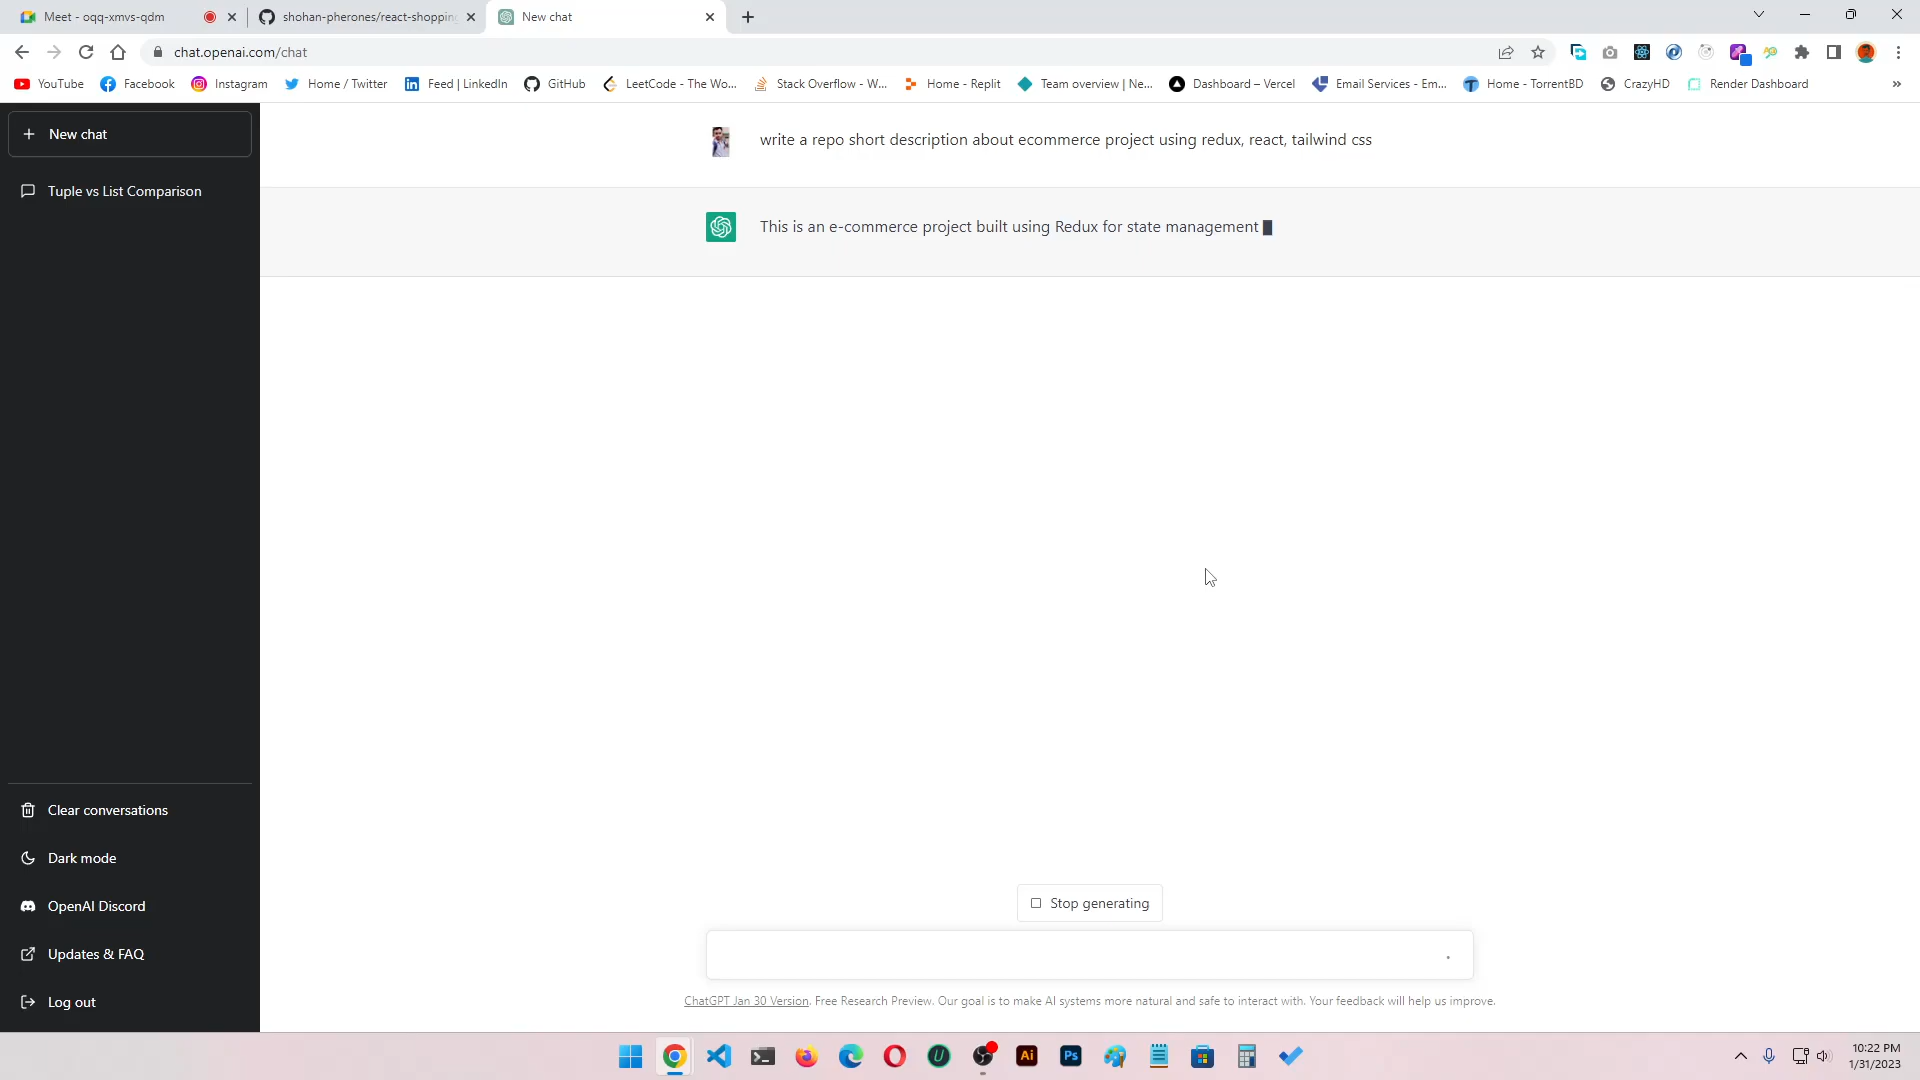 Meet - oqq-xmvs-qdm
shohan-pherones/react-shopping
New chat
chat.openai.com/chat
YouTube
Facebook
Instagram
Home / Twitter
Feed | LinkedIn
GitHub
LeetCode - The Wo...
Stack Overflow - W...
Home - Replit
Team overview | Ne...
Dashboard – Vercel
Email Services - Em...
Home - TorrentBD
CrazyHD
Render Dashboard
»
+ New chat
Tuple vs List Comparison
write a repo short description about ecommerce project using redux, react, tailwind css
This is an e-commerce project built using Redux for state management
Clear conversations
Dark mode
OpenAI Discord
Updates & FAQ
Log out
Stop generating
ChatGPT Jan 30 Version. Free Research Preview. Our goal is to make AI systems more natural and safe to interact with. Your feedback will help us improve.
Ai
Ps
10:22 PM
1/31/2023